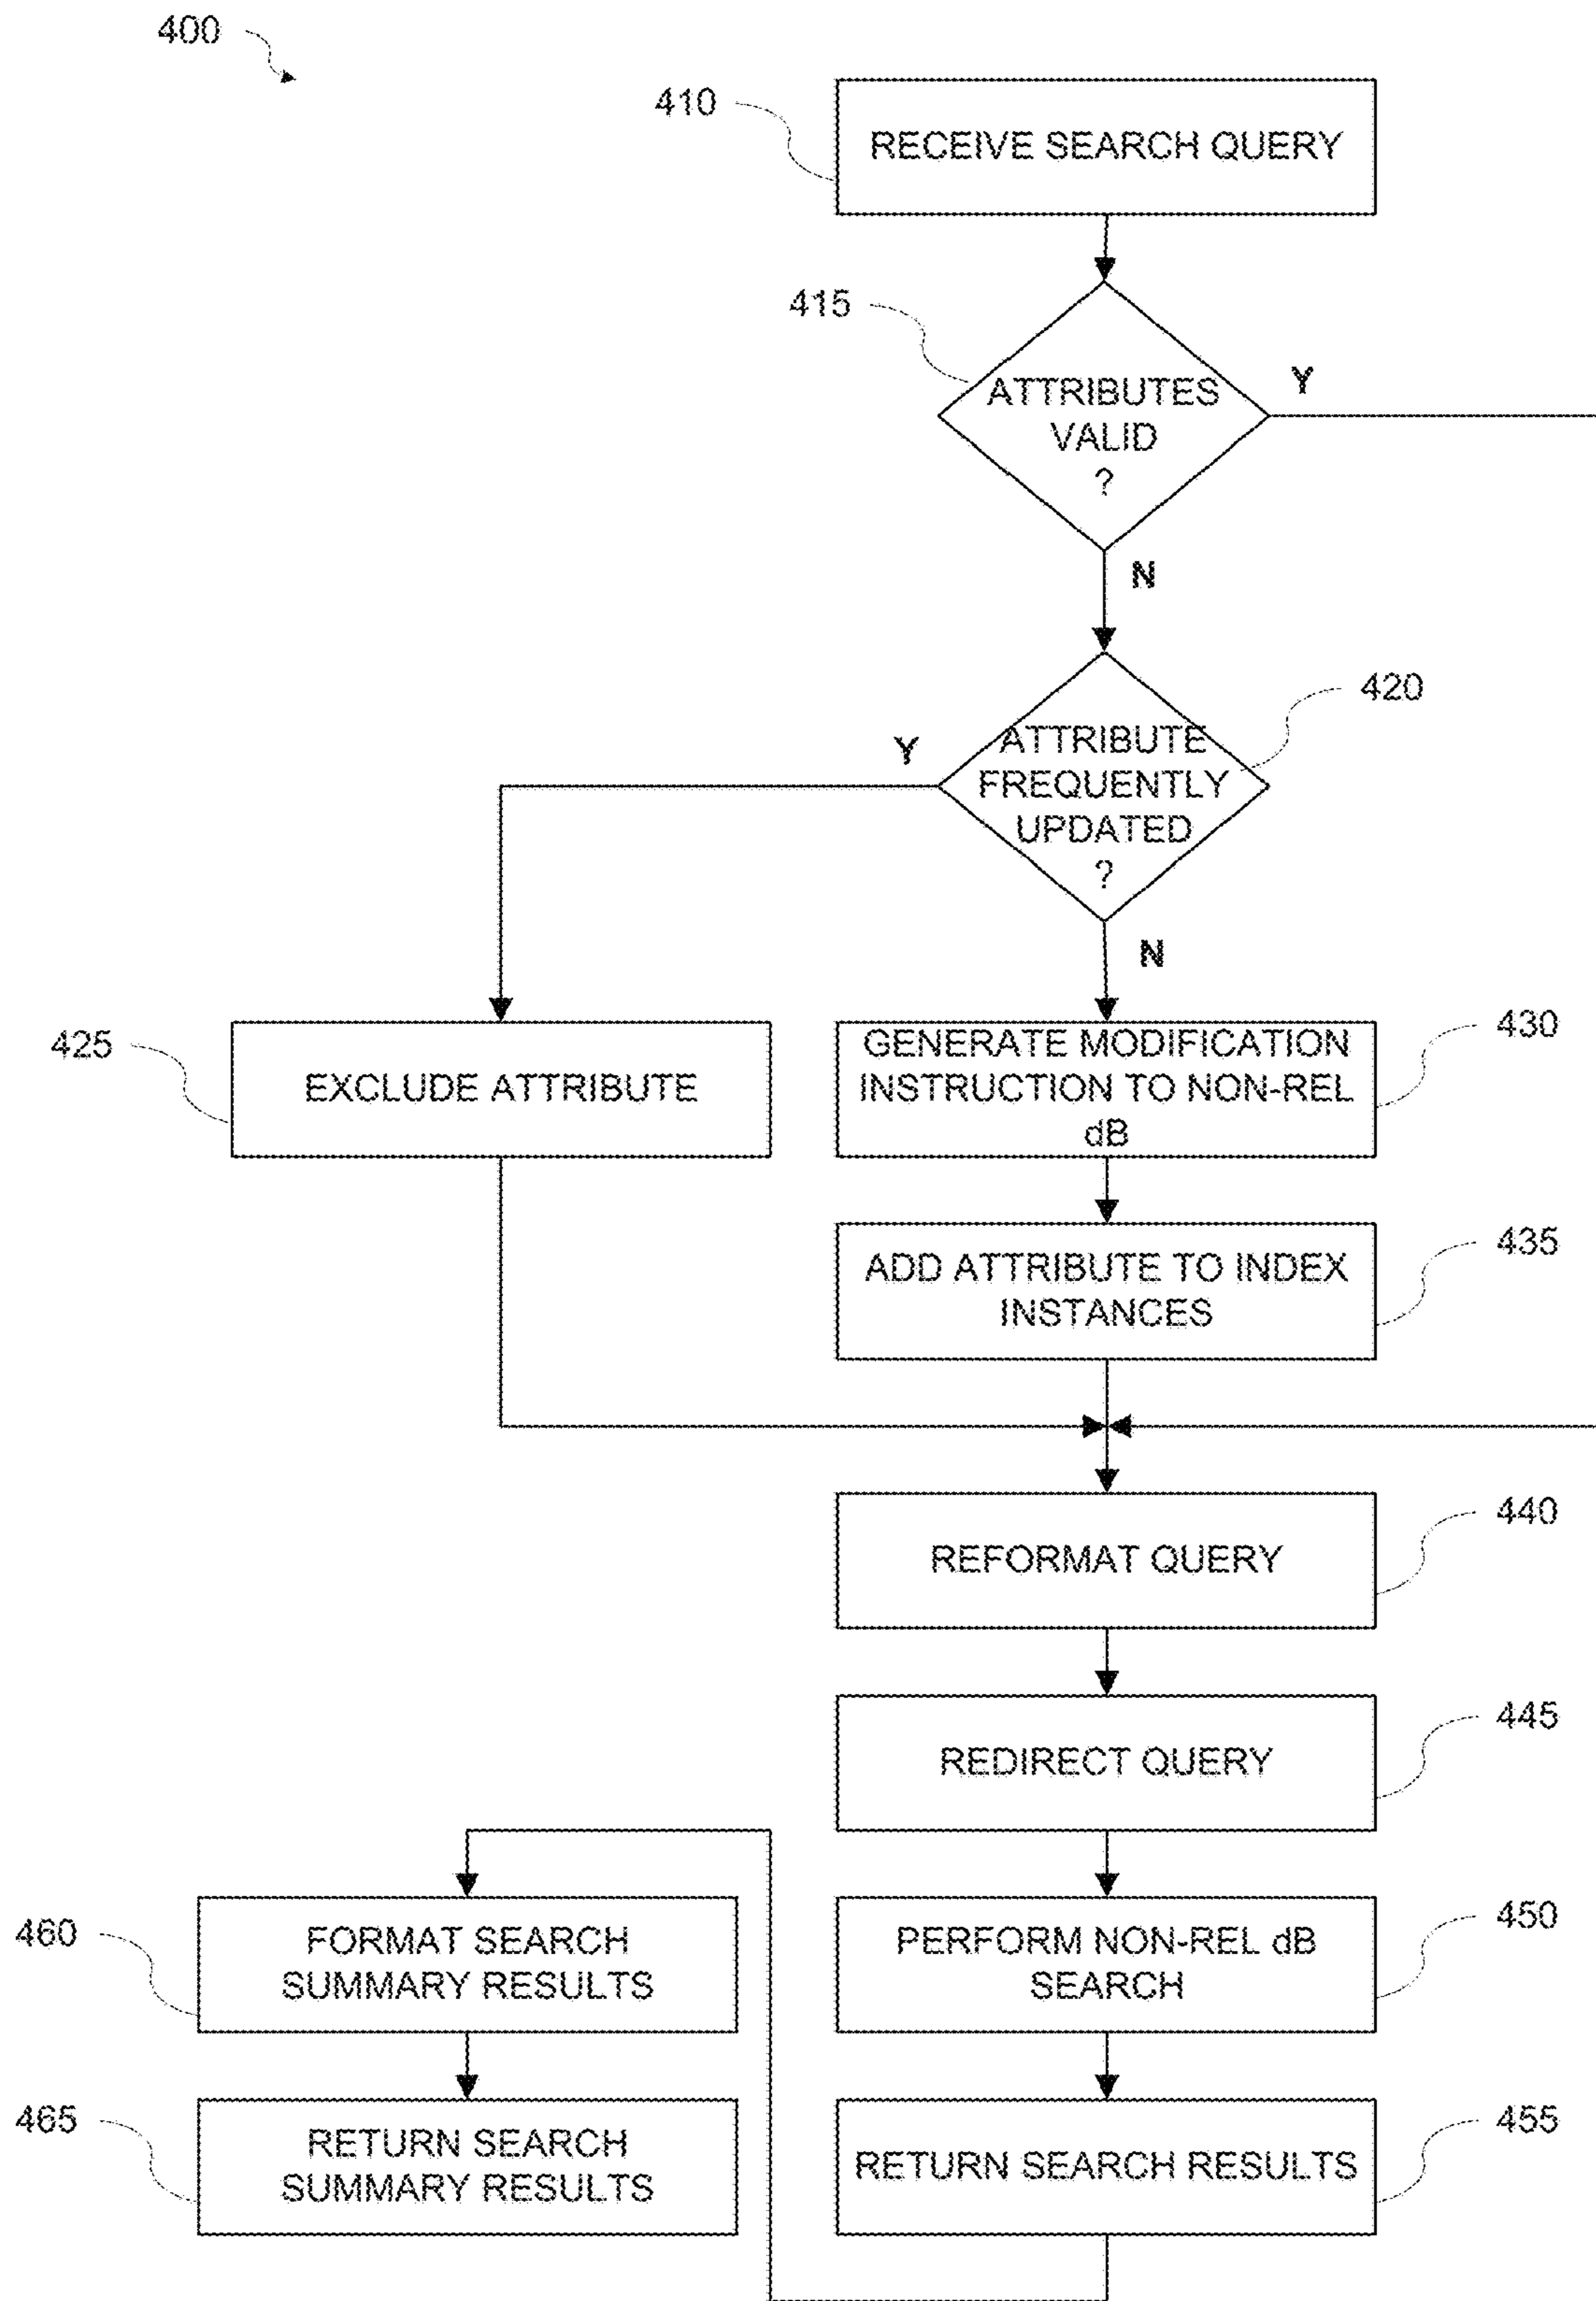 400
410
RECEIVE SEARCH QUERY
415
ATTRIBUTES
VALID
?
Y
N
420
ATTRIBUTE
FREQUENTLY
UPDATED
?
Y
N
425
EXCLUDE ATTRIBUTE
GENERATE MODIFICATION
INSTRUCTION TO NON-REL
dB
430
ADD ATTRIBUTE TO INDEX
INSTANCES
435
REFORMAT QUERY
440
REDIRECT QUERY
445
PERFORM NON-REL dB
SEARCH
450
RETURN SEARCH RESULTS
455
460
FORMAT SEARCH
SUMMARY RESULTS
465
RETURN SEARCH
SUMMARY RESULTS